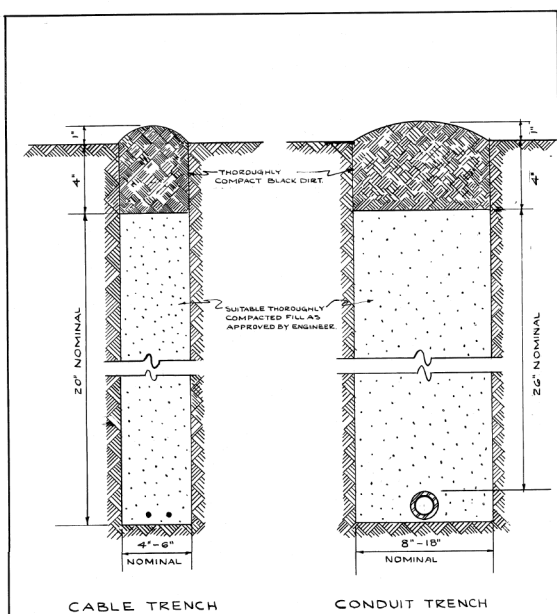 1"
4"
20" NOMINAL
THOROUGHLY
COMPACT BLACK DIRT.
SUITABLE THOROUGHLY
COMPACTED FILL AS
APPROVED BY ENGINEER
4"-6"
NOMINAL
CABLE TRENCH
1"
4"
26" NOMINAL
8"-18"
NOMINAL
CONDUIT TRENCH